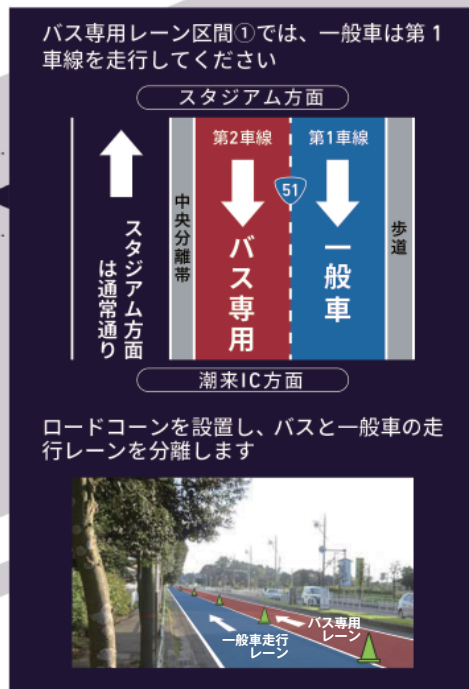 バス専用レーン区間①では、一般車は第1
車線を走行してください
スタジアム方面
スタジアム方面
は通常通り
中央分離帯
第2車線
バス専用
51
第1車線
一般車
歩道
潮来IC方面
ロードコーンを設置し、バスと一般車の走
行レーンを分離します
一般車走行
レーン
バス専用
レーン